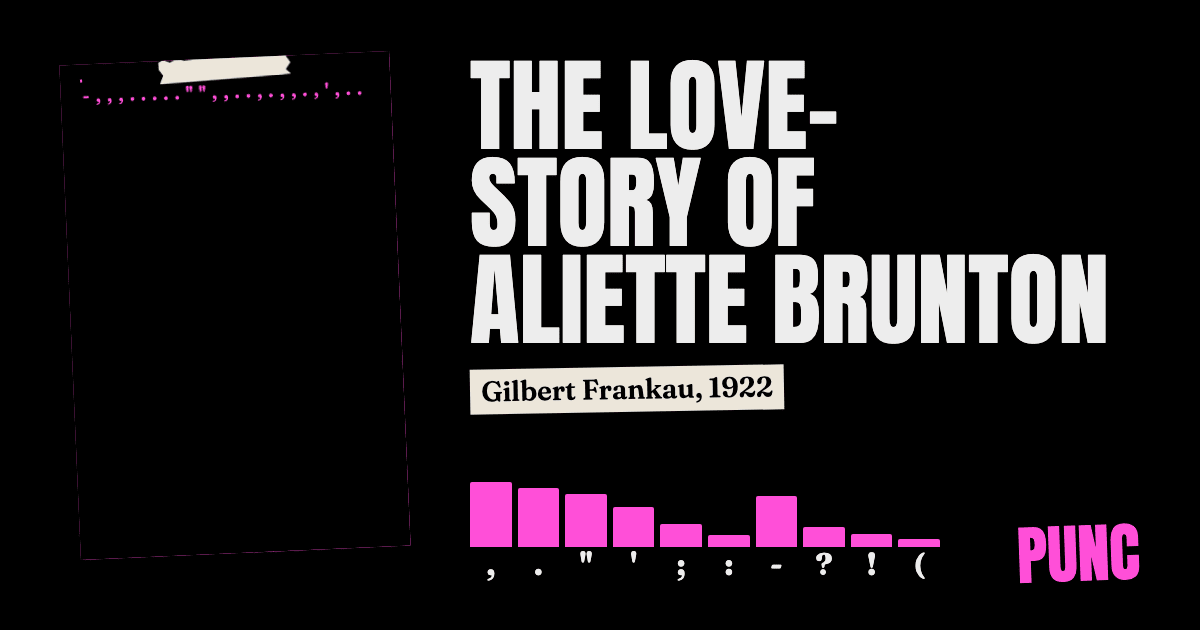 -,,,....."",,..,.,,.,',..
THE LOVE-
STORY OF
ALIETTE BRUNTON
Gilbert Frankau, 1922
, . " ' ; : - ? ! (
PUNC